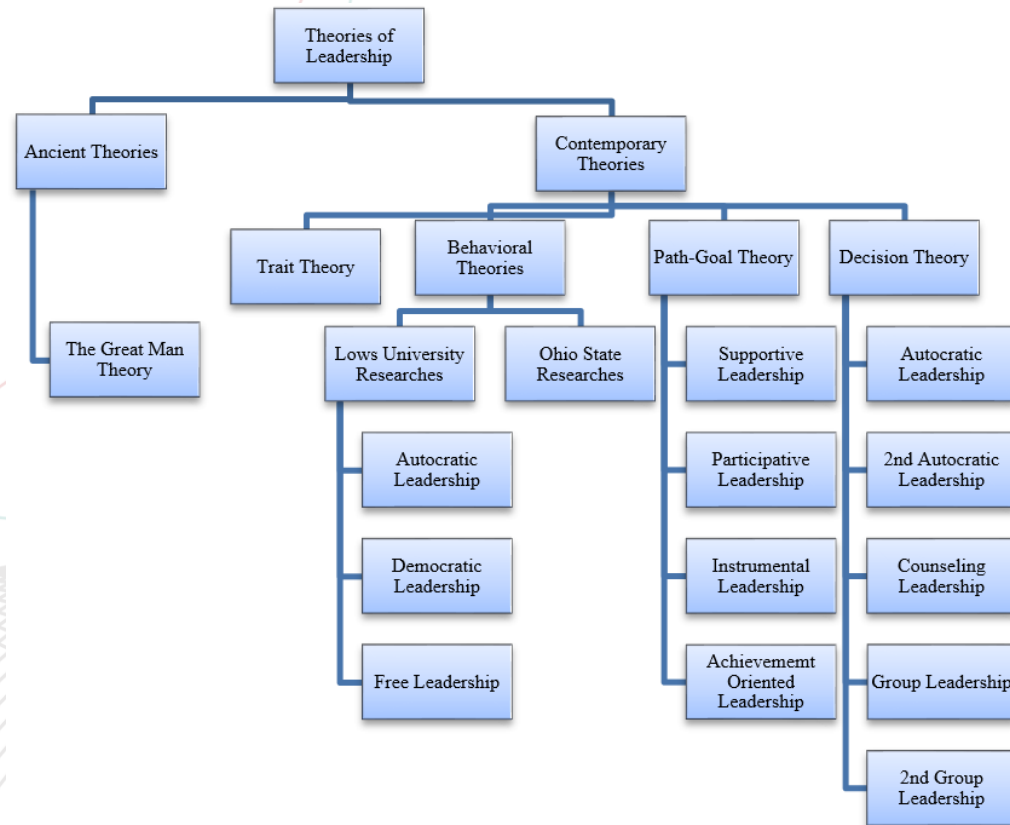 Theories of
Leadership
Ancient Theories
Contemporary
Theories
Trait Theory
Behavioral
Theories
Path-Goal Theory
Decision Theory
The Great Man
Theory
Lows University
Researches
Ohio State
Researches
Supportive
Leadership
Autocratic
Leadership
Autocratic
Leadership
Participative
Leadership
2nd Autocratic
Leadership
Democratic
Leadership
Instrumental
Leadership
Counseling
Leadership
Free Leadership
Achievememt
Oriented
Leadership
Group Leadership
2nd Group
Leadership